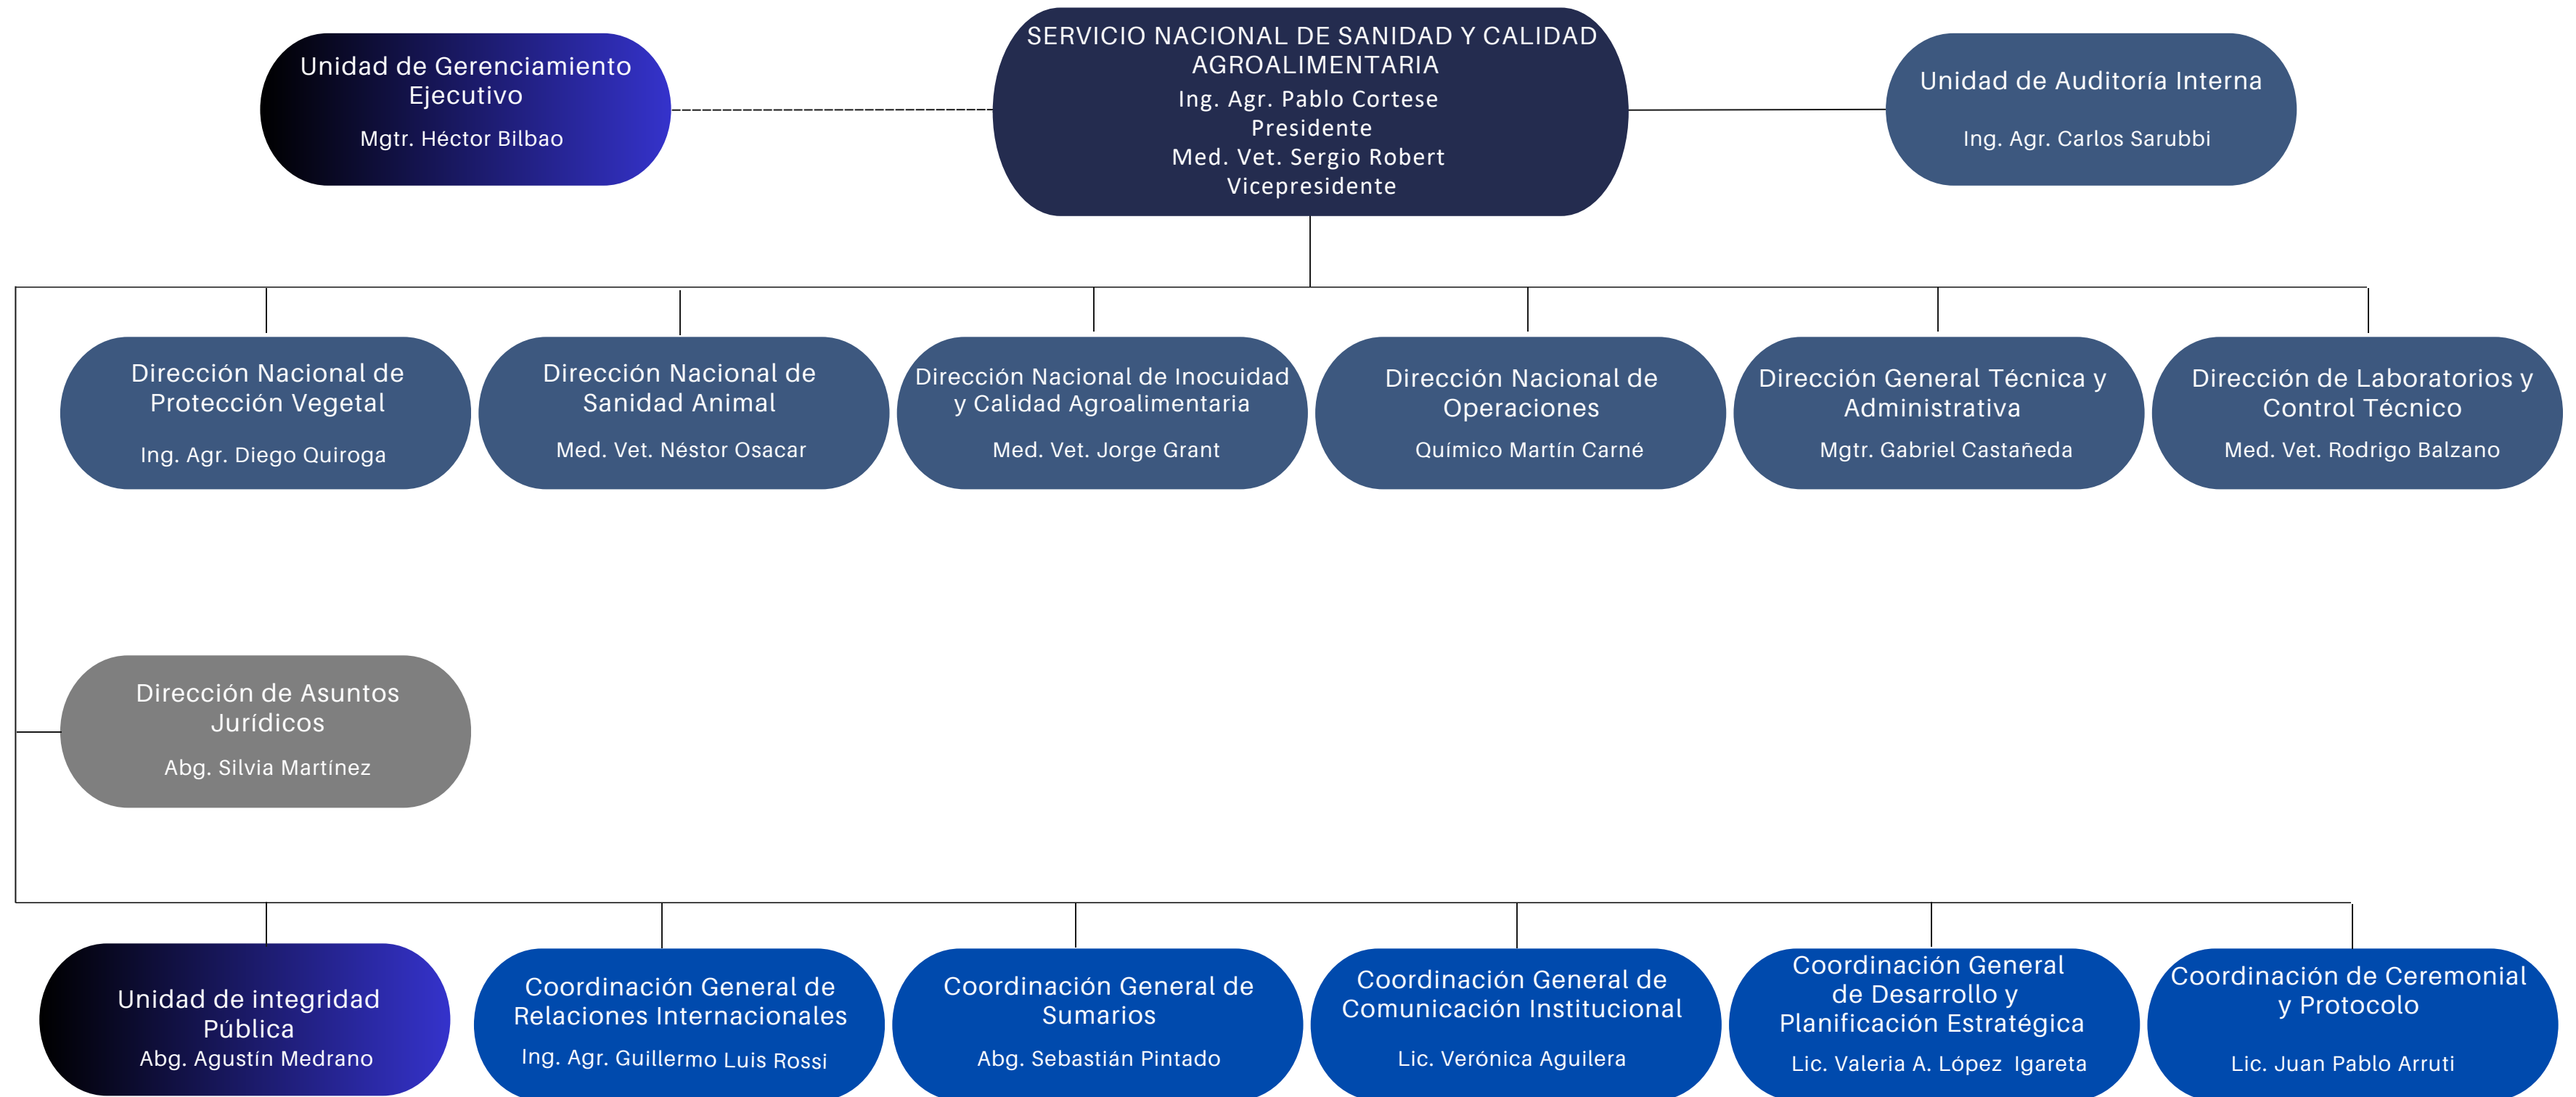 Unidad de Gerenciamiento
Ejecutivo
Mgtr. Héctor Bilbao
SERVICIO NACIONAL DE SANIDAD Y CALIDAD
AGROALIMENTARIA
Ing. Agr. Pablo Cortese
Presidente
Med. Vet. Sergio Robert
Vicepresidente
Unidad de Auditoría Interna
Ing. Agr. Carlos Sarubbi
Dirección Nacional de
Protección Vegetal
Ing. Agr. Diego Quiroga
Dirección Nacional de
Sanidad Animal
Med. Vet. Néstor Osacar
Dirección Nacional de Inocuidad
y Calidad Agroalimentaria
Med. Vet. Jorge Grant
Dirección Nacional de
Operaciones
Químico Martín Carné
Dirección General Técnica y
Administrativa
Mgtr. Gabriel Castañeda
Dirección de Laboratorios y
Control Técnico
Med. Vet. Rodrigo Balzano
Dirección de Asuntos
Jurídicos
Abg. Silvia Martínez
Unidad de integridad
Pública
Abg. Agustín Medrano
Coordinación General de
Relaciones Internacionales
Ing. Agr. Guillermo Luis Rossi
Coordinación General de
Sumarios
Abg. Sebastián Pintado
Coordinación General de
Comunicación Institucional
Lic. Verónica Aguilera
Coordinación General
de Desarrollo y
Planificación Estratégica
Lic. Valeria A. López Igareta
Coordinación de Ceremonial
y Protocolo
Lic. Juan Pablo Arruti